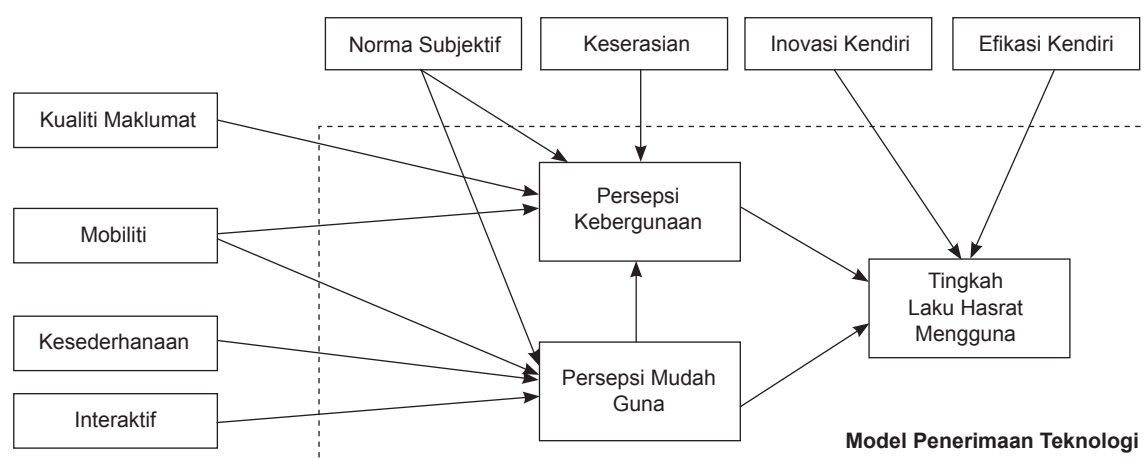 Norma Subjektif
Keserasian
Inovasi Kendiri
Efikasi Kendiri
Kualiti Maklumat
Persepsi
Kebergunaan
Mobiliti
Tingkah
Laku Hasrat
Mengguna
Kesederhanaan
Persepsi Mudah
Guna
Interaktif
Model Penerimaan Teknologi